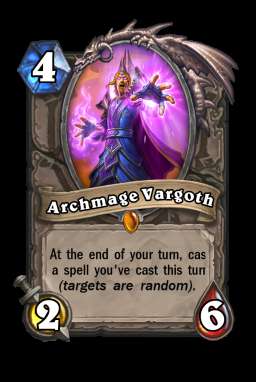 4
Archmage Vargoth
At the end of your turn, cas
a spell you've cast this turn
(targets are random).
2
6